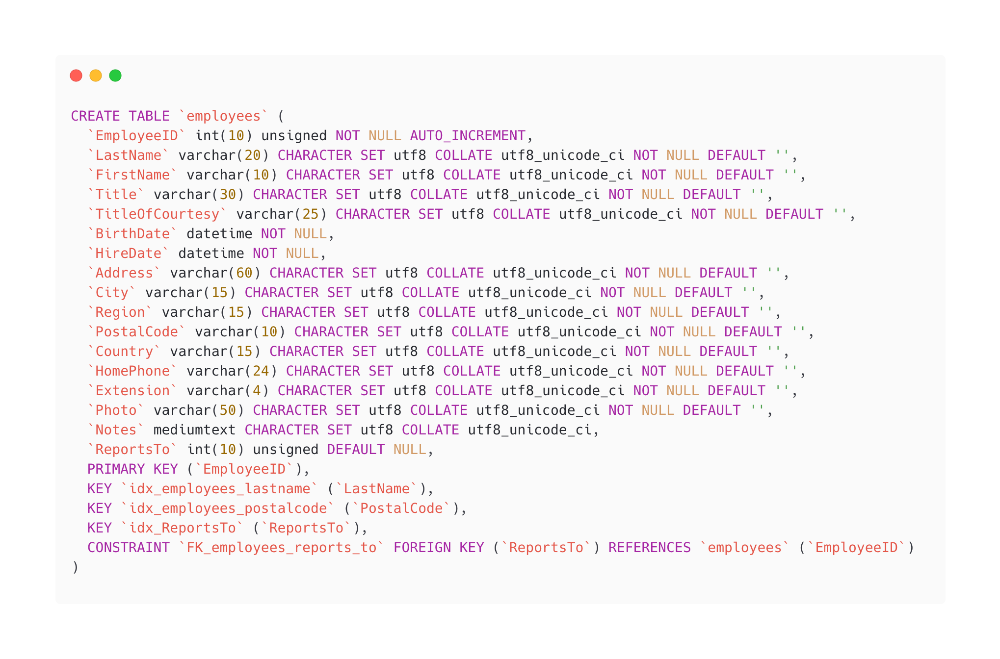 CREATE TABLE `employees` (
  `EmployeeID` int(10) unsigned NOT NULL AUTO_INCREMENT,
  `LastName` varchar(20) CHARACTER SET utf8 COLLATE utf8_unicode_ci NOT NULL DEFAULT '',
  `FirstName` varchar(10) CHARACTER SET utf8 COLLATE utf8_unicode_ci NOT NULL DEFAULT '',
  `Title` varchar(30) CHARACTER SET utf8 COLLATE utf8_unicode_ci NOT NULL DEFAULT '',
  `TitleOfCourtesy` varchar(25) CHARACTER SET utf8 COLLATE utf8_unicode_ci NOT NULL DEFAULT '',
  `BirthDate` datetime NOT NULL,
  `HireDate` datetime NOT NULL,
  `Address` varchar(60) CHARACTER SET utf8 COLLATE utf8_unicode_ci NOT NULL DEFAULT '',
  `City` varchar(15) CHARACTER SET utf8 COLLATE utf8_unicode_ci NOT NULL DEFAULT '',
  `Region` varchar(15) CHARACTER SET utf8 COLLATE utf8_unicode_ci NOT NULL DEFAULT '',
  `PostalCode` varchar(10) CHARACTER SET utf8 COLLATE utf8_unicode_ci NOT NULL DEFAULT '',
  `Country` varchar(15) CHARACTER SET utf8 COLLATE utf8_unicode_ci NOT NULL DEFAULT '',
  `HomePhone` varchar(24) CHARACTER SET utf8 COLLATE utf8_unicode_ci NOT NULL DEFAULT '',
  `Extension` varchar(4) CHARACTER SET utf8 COLLATE utf8_unicode_ci NOT NULL DEFAULT '',
  `Photo` varchar(50) CHARACTER SET utf8 COLLATE utf8_unicode_ci NOT NULL DEFAULT '',
  `Notes` mediumtext CHARACTER SET utf8 COLLATE utf8_unicode_ci,
  `ReportsTo` int(10) unsigned DEFAULT NULL,
  PRIMARY KEY (`EmployeeID`),
  KEY `idx_employees_lastname` (`LastName`),
  KEY `idx_employees_postalcode` (`PostalCode`),
  KEY `idx_ReportsTo` (`ReportsTo`),
  CONSTRAINT `FK_employees_reports_to` FOREIGN KEY (`ReportsTo`) REFERENCES `employees` (`EmployeeID`)
)